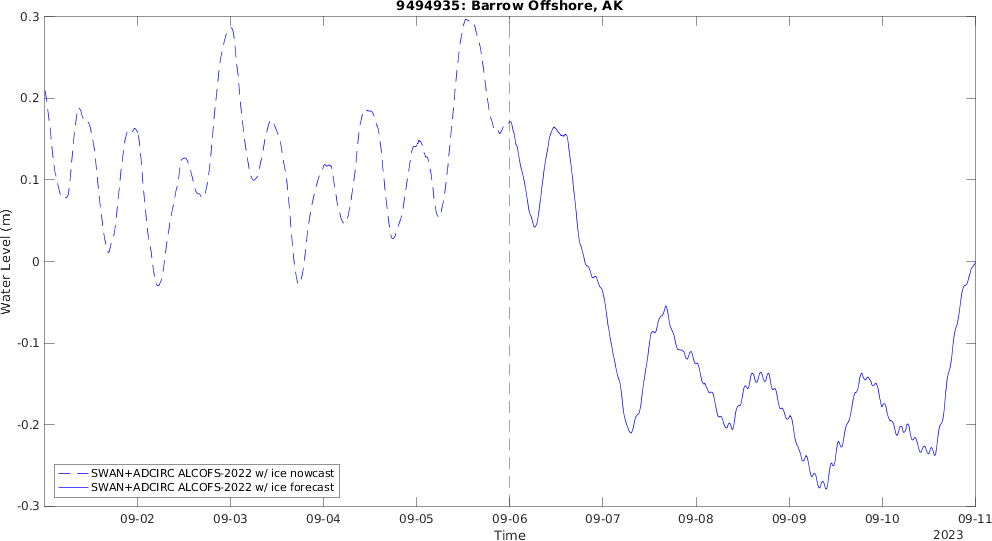 9494935: Barrow Offshore, AK
0.3
0.2
0.1
0
-0.1
-0.2
-0.3
Water Level (m)
SWAN+ADCIRC ALCOFS-2022 w/ ice nowcast
SWAN+ADCIRC ALCOFS-2022 w/ ice forecast
09-02 09-03 09-04 09-05 09-06 09-07 09-08 09-09 09-10 09-11
Time
2023